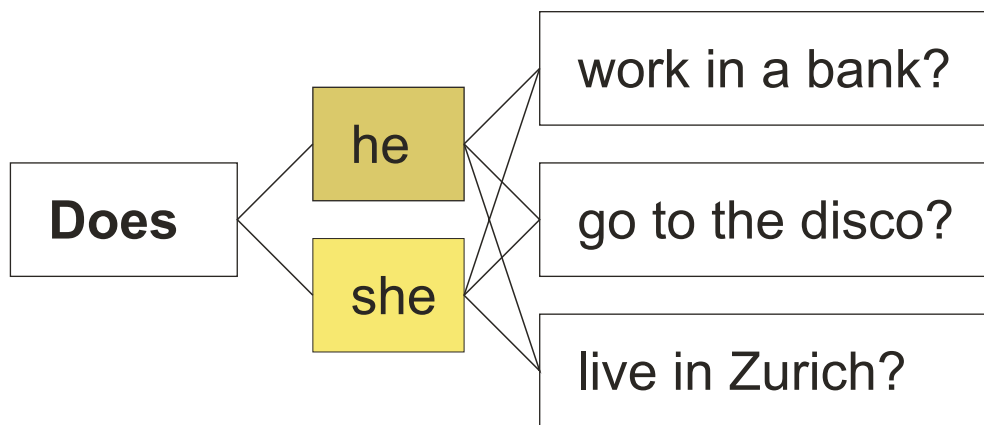 Does
he
she
work in a bank?
go to the disco?
live in Zurich?